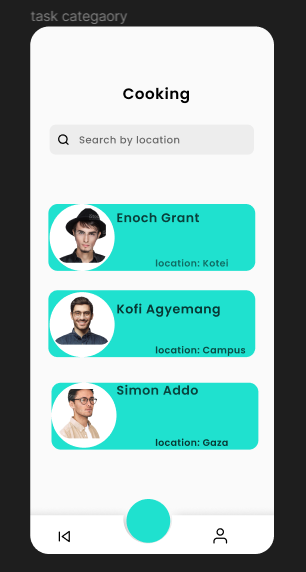 task categaory
Cooking
Search by location
Enoch Grant
location: Kotei
Kofi Agyemang
location: Campus
Simon Addo
location: Gaza